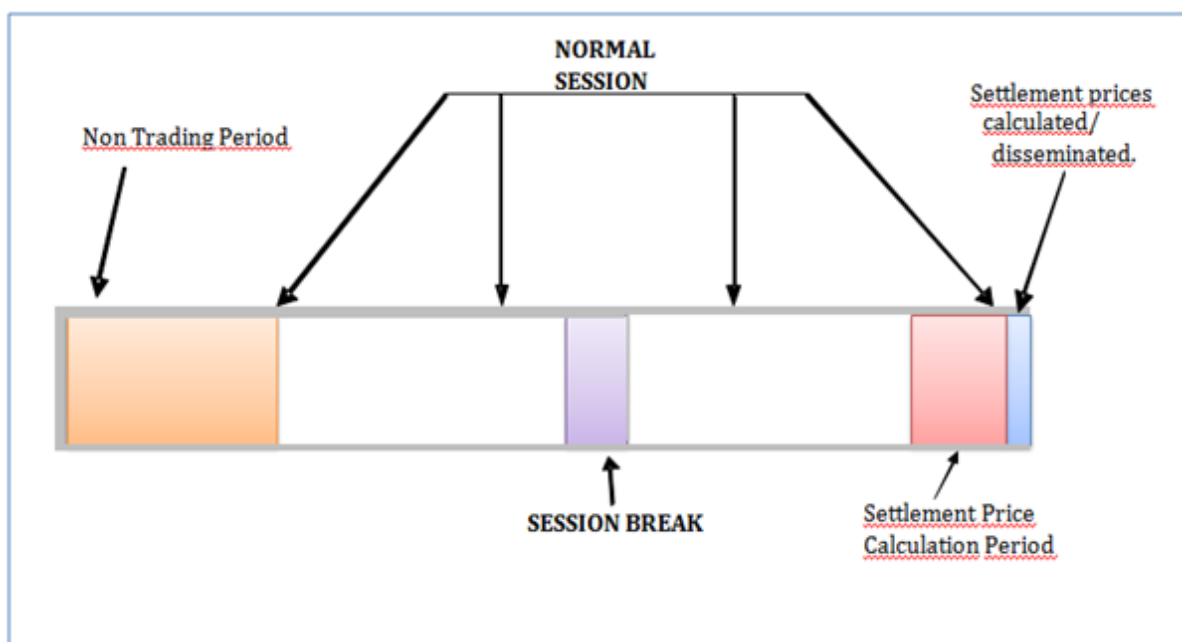 NORMAL
SESSION
Settlement prices
calculated/
disseminated.
Non Trading Period
SESSION BREAK
Settlement Price
Calculation Period